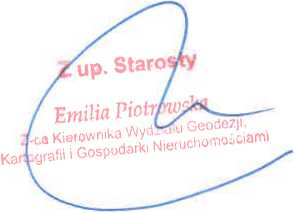 Z up. Starosty
Emilia Piotrowska
Z-ca Kierownika Wydziału Geodezji,
Kartografii i Gospodarki Nieruchomościami